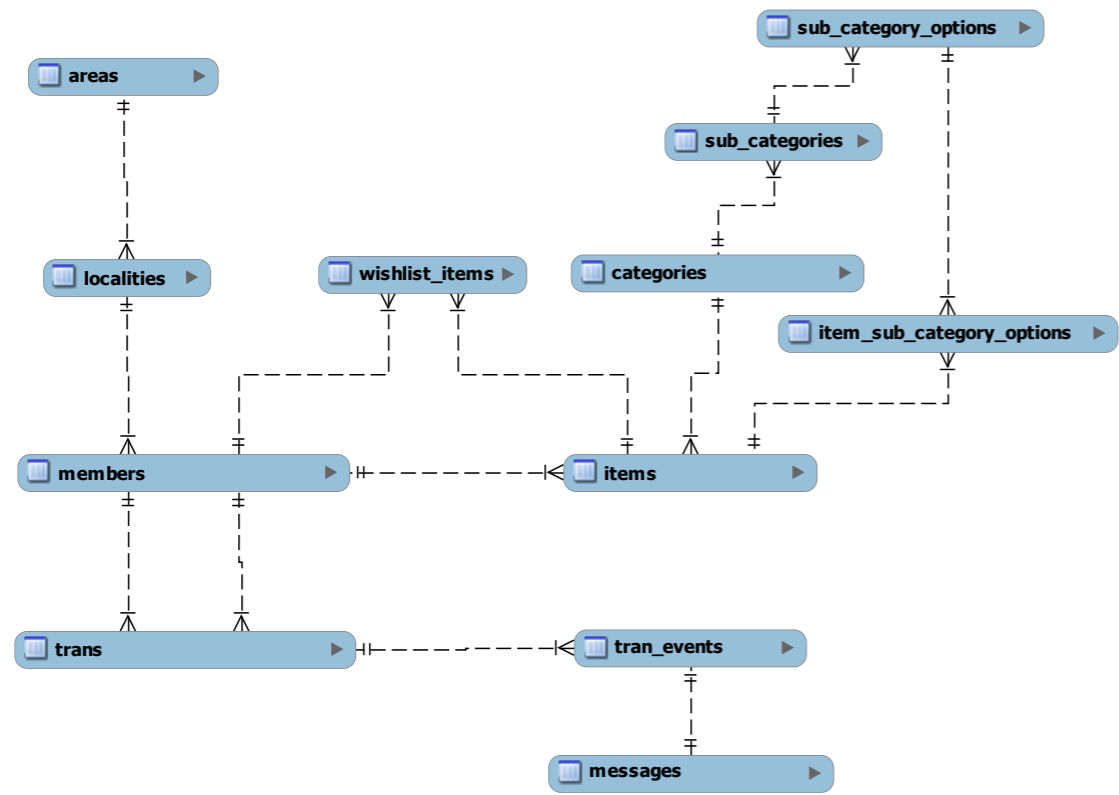 sub_category_options
areas
sub_categories
localities
wishlist_items
categories
item_sub_category_options
members
items
trans
tran_events
messages